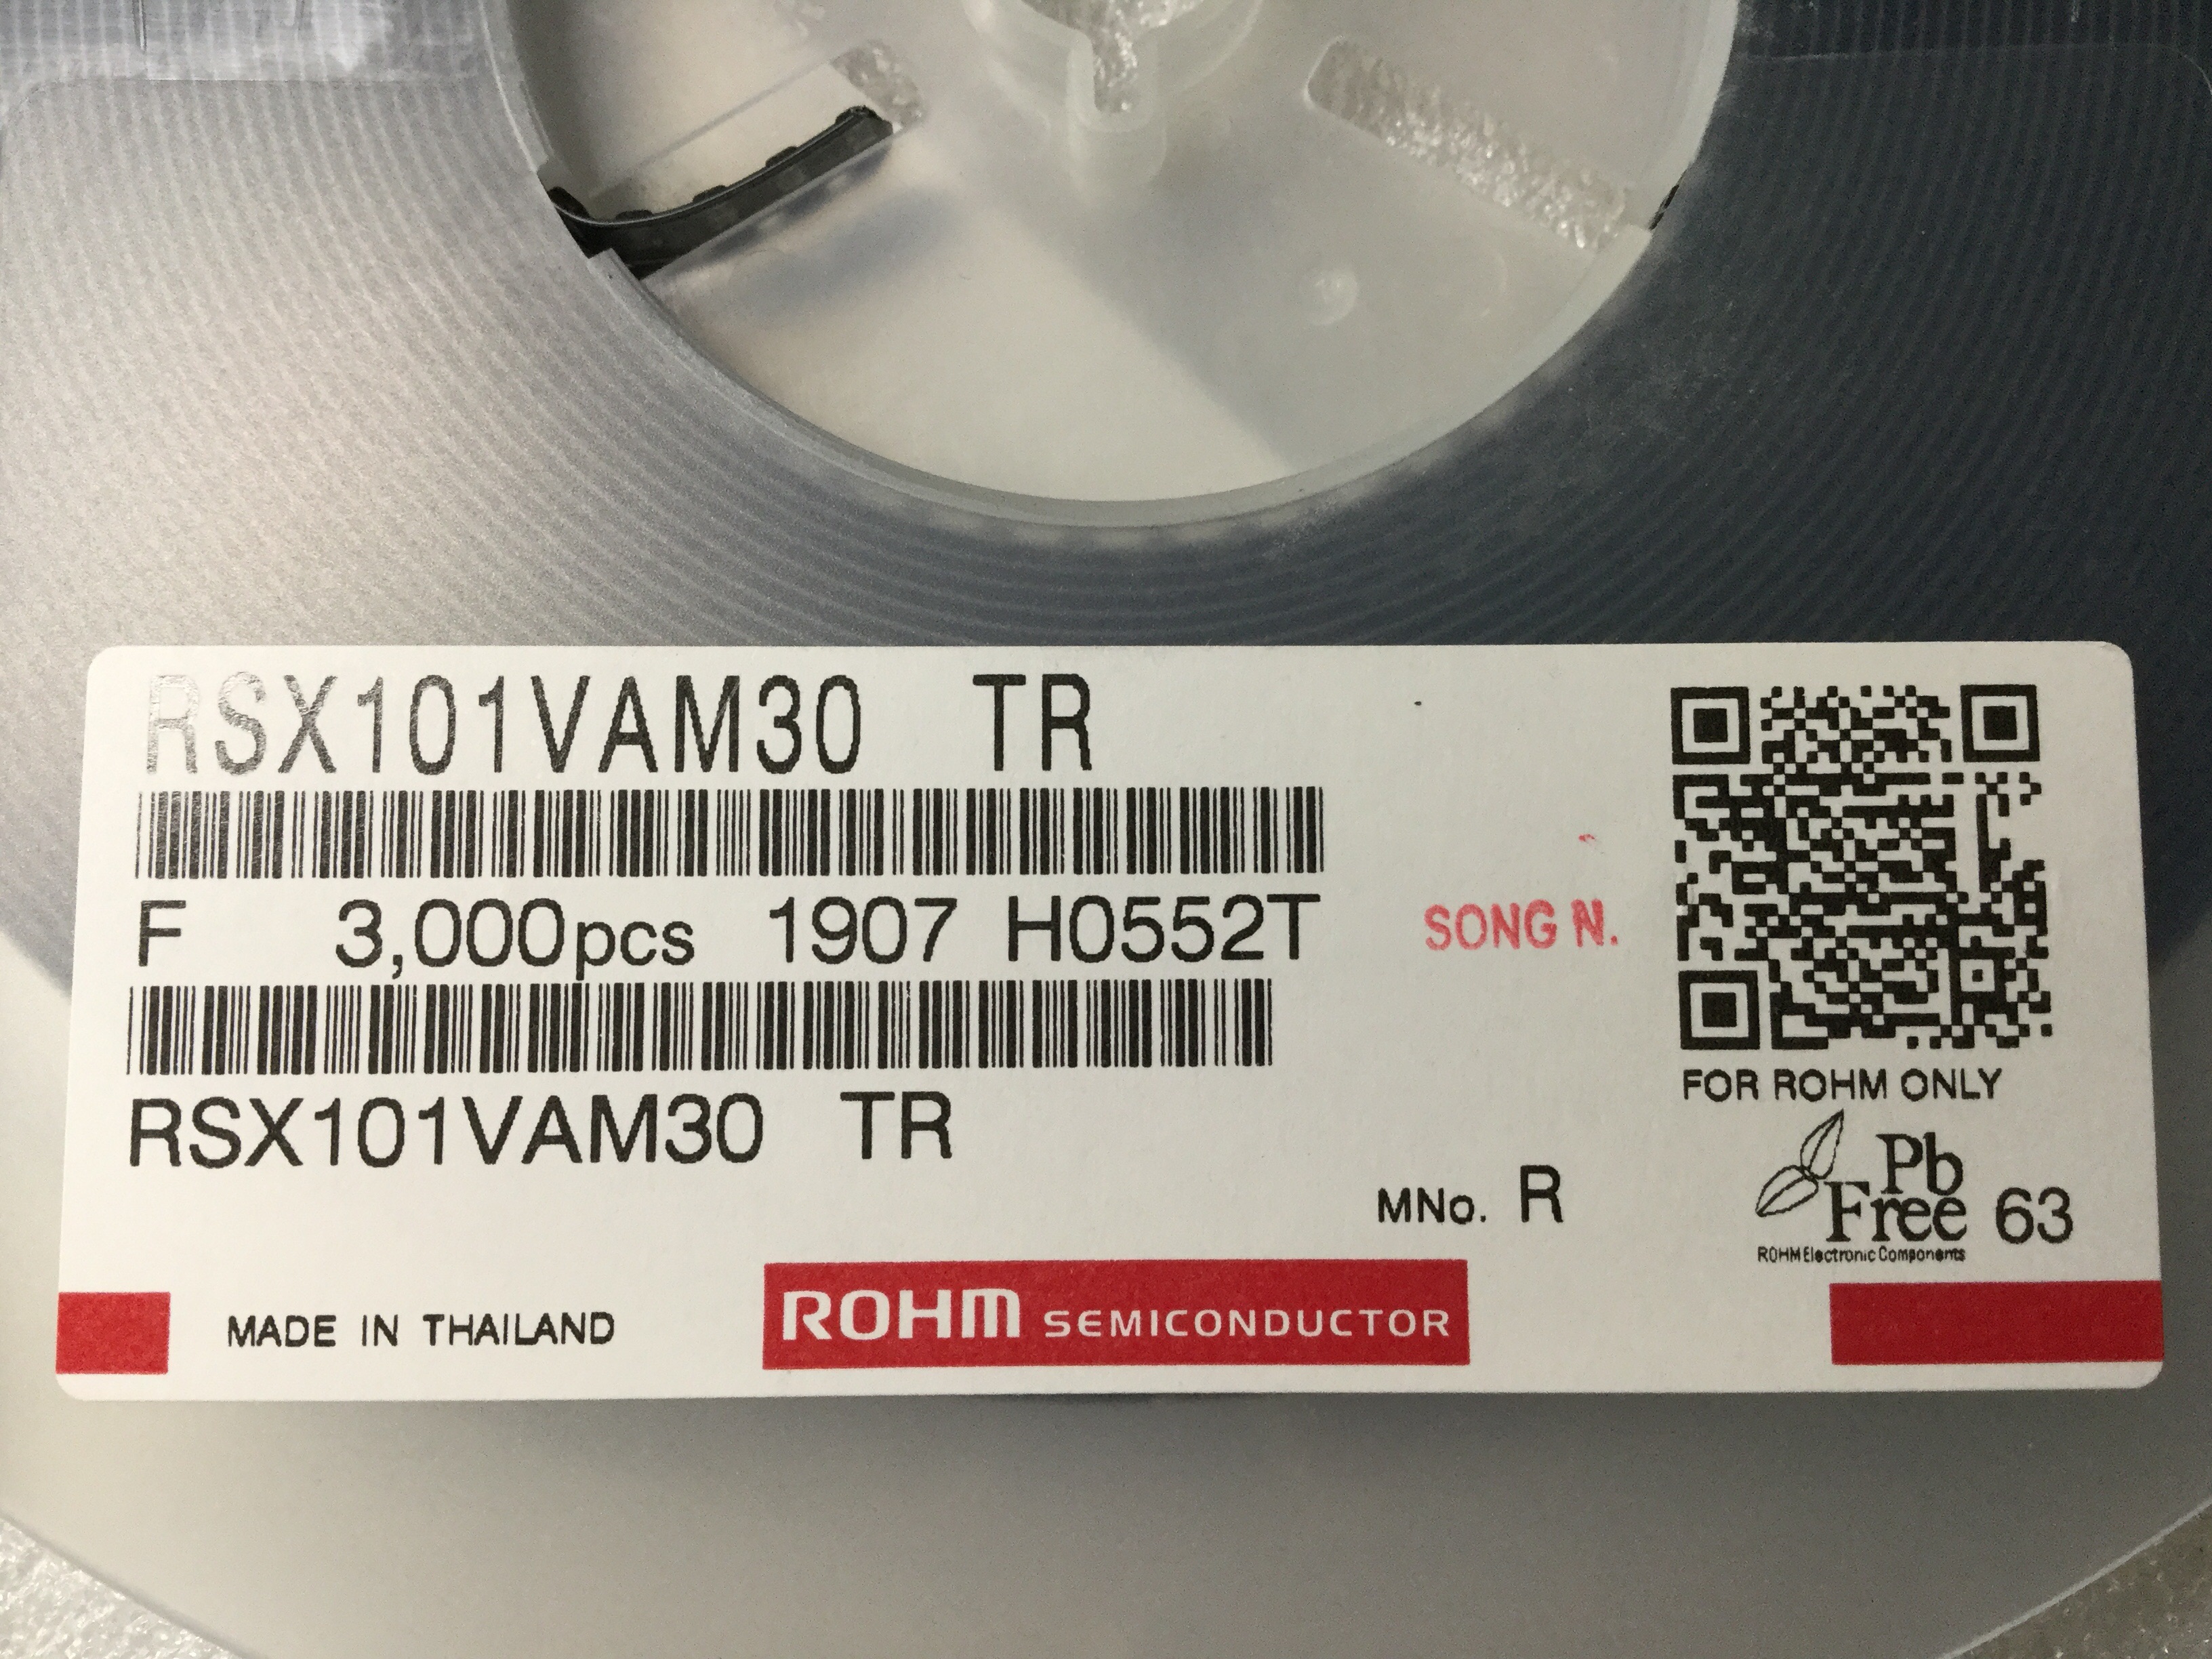 RSX101VAM30 TR
F 3,000pcs 1907 H0552T
SONG N.
RSX101VAM30 TR
FOR ROHM ONLY
MNo. R
Pb
Free 63
ROHM Electronic Components
MADE IN THAILAND
ROHM SEMICONDUCTOR